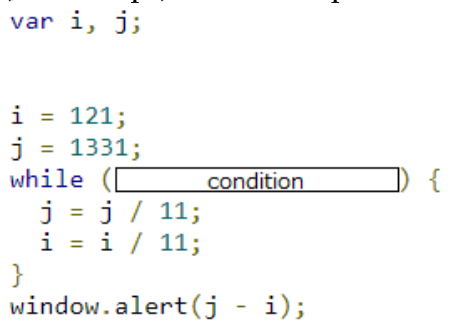 var i, j;
i = 121;
j = 1331;
while (condition) {
  j = j / 11;
  i = i / 11;
}
window.alert(j - i);